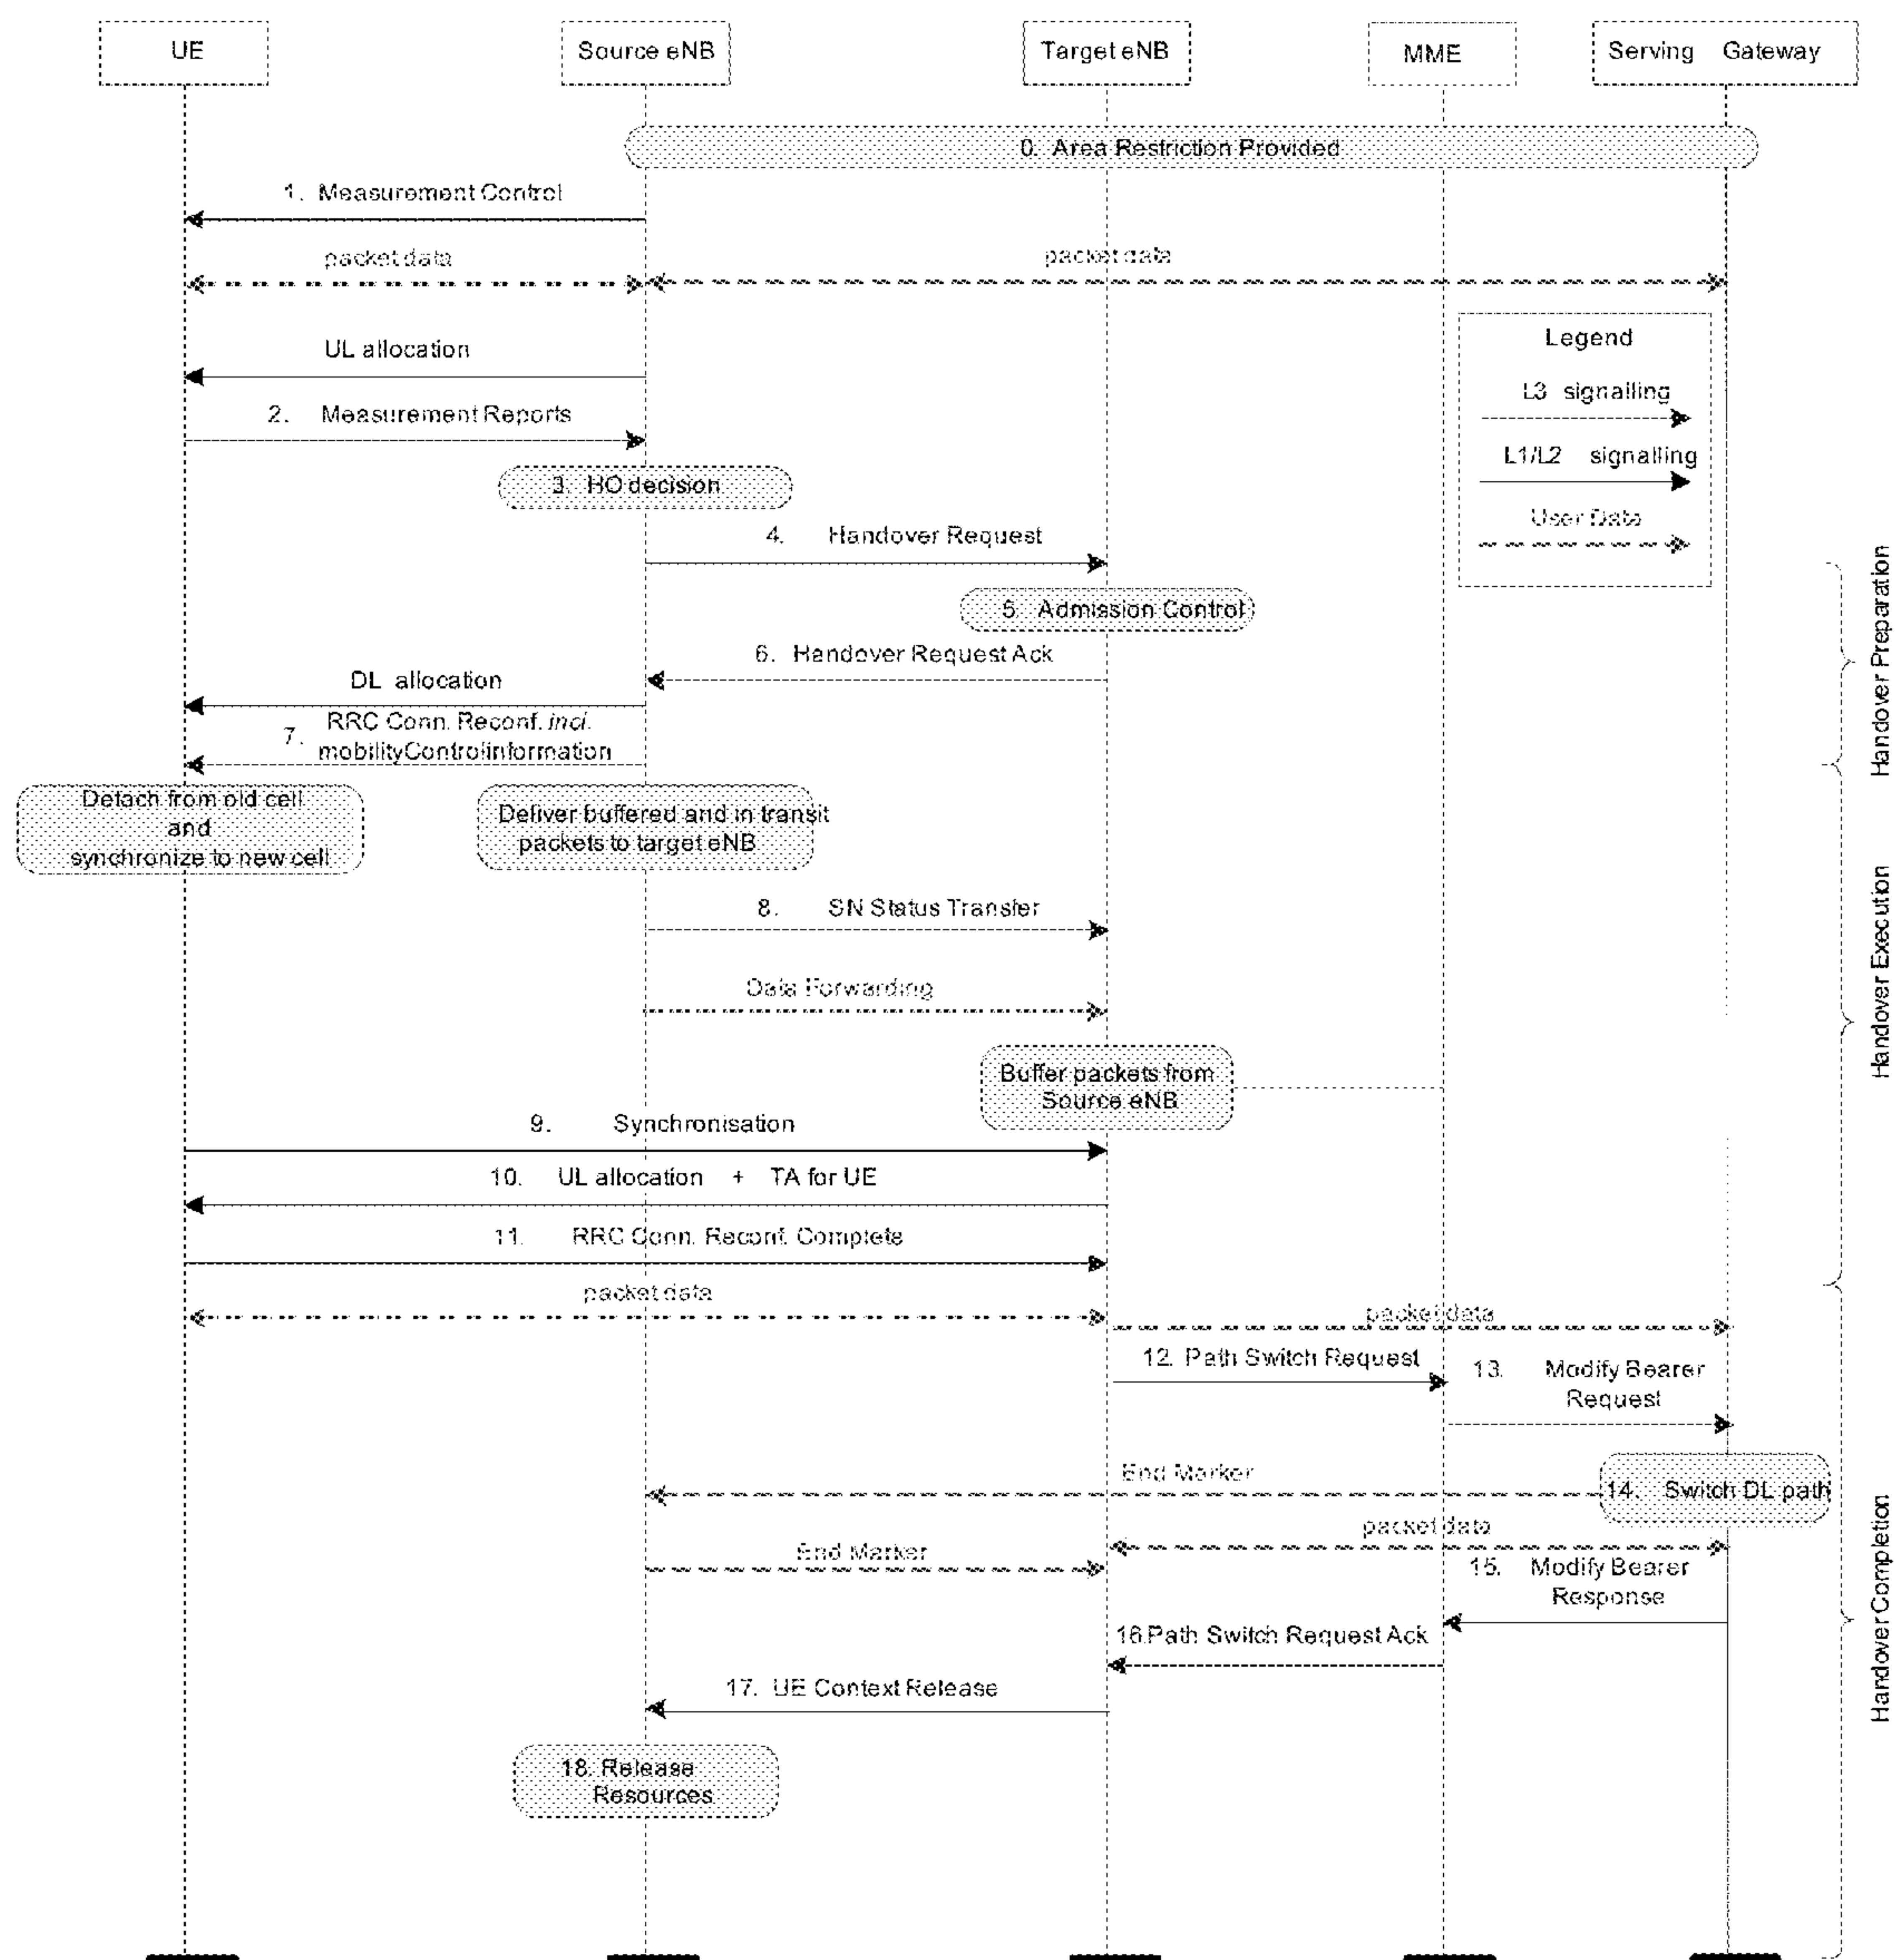 UE
Source eNB
Target eNB
MME
Serving Gateway
0. Area Restriction Provided
1. Measurement Control
packet data
packet data
Legend
L3 signalling
L1/L2 signalling
User Data
UL allocation
2. Measurement Reports
3. HO decision
4. Handover Request
5. Admission Control
6. Handover Request Ack
DL allocation
7. RRC Conn. Reconf. incl.
mobilityControlinformation
Handover Preparation
Detach from old cell
and
synchronize to new cell
Deliver buffered and in transit
packets to target eNB
8. SN Status Transfer
Data Forwarding
Buffer packets from
Source eNB
9. Synchronisation
10. UL allocation + TA for UE
11. RRC Conn. Reconf. Complete
Handover Execution
packet data
packet data
12. Path Switch Request
13. Modify Bearer
Request
End Marker
14. Switch DL path
packet data
End Marker
15. Modify Bearer
Response
16.Path Switch Request Ack
17. UE Context Release
18. Release
Resources
Handover Completion